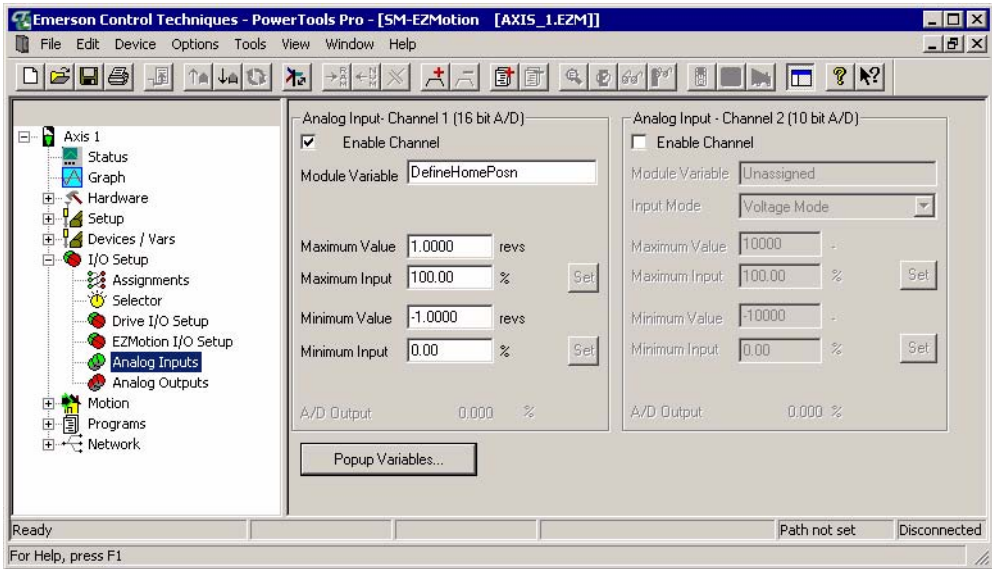 Emerson Control Techniques - PowerTools Pro - [SM-EZMotion [AXIS_1.EZM]]
File Edit Device Options Tools View Window Help
Axis 1
Status
Graph
Hardware
Setup
Devices / Vars
I/O Setup
Assignments
Selector
Drive I/O Setup
EZMotion I/O Setup
Analog Inputs
Analog Outputs
Motion
Programs
Network
Analog Input- Channel 1 (16 bit A/D)
Enable Channel
Module Variable DefineHomePosn
Maximum Value 1.0000 revs
Maximum Input 100.00 % Set
Minimum Value -1.0000 revs
Minimum Input 0.00 % Set
A/D Output 0.000 %
Analog Input - Channel 2 (10 bit A/D)
Enable Channel
Module Variable Unassigned
Input Mode Voltage Mode
Maximum Value 10000 -
Maximum Input 100.00 % Set
Minimum Value -10000 -
Minimum Input 0.00 % Set
A/D Output 0.000 %
Popup Variables...
Ready Path not set Disconnected
For Help, press F1